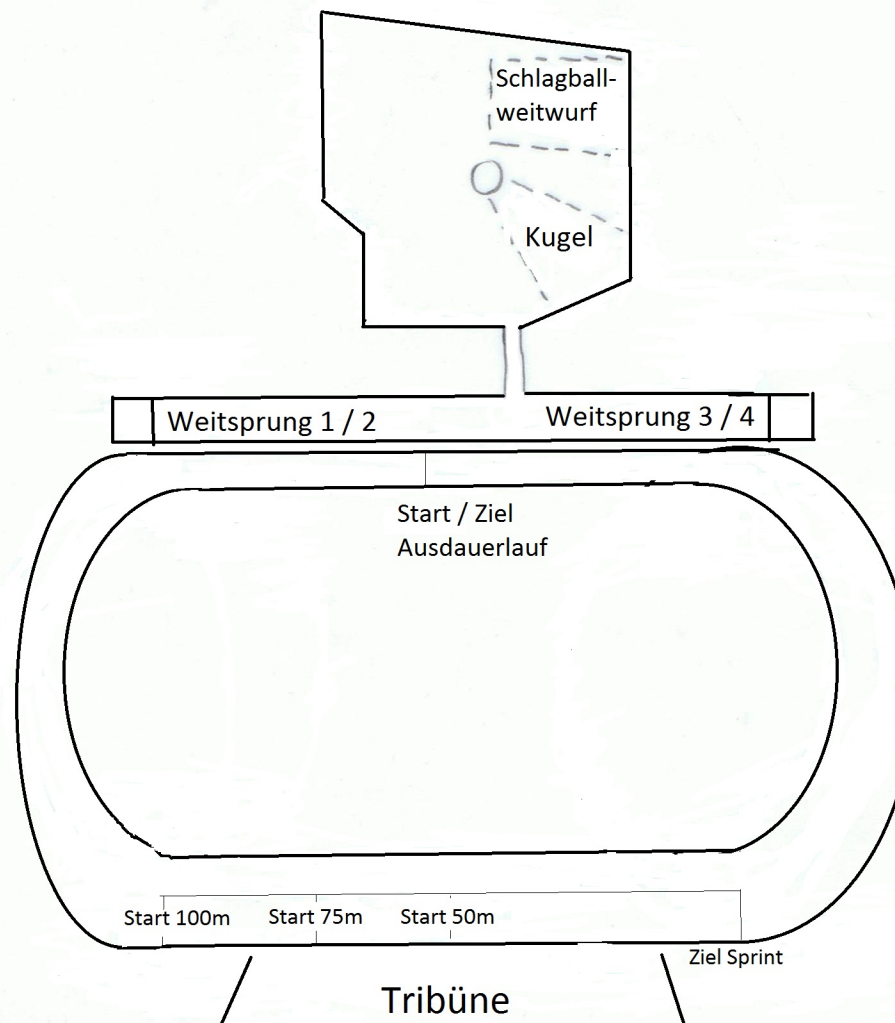 Schlagball-
weitwurf
Kugel
Weitsprung 1 / 2
Weitsprung 3 / 4
Start / Ziel
Ausdauerlauf
Start 100m
Start 75m
Start 50m
Ziel Sprint
Tribüne